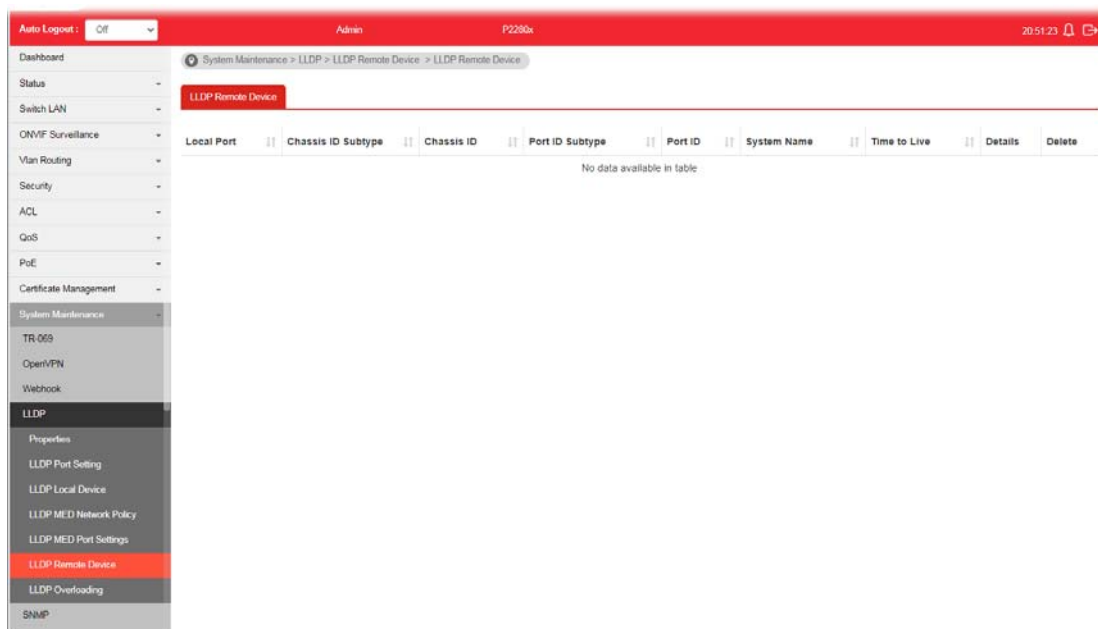 Auto Logout : Off Admin P2280x 20:51:23
Dashboard
Status
Switch LAN
ONVIF Surveillance
Vlan Routing
Security
ACL
QoS
PoE
Certificate Management
System Maintenance
TR-069
OpenVPN
Webhook
LLDP
Properties
LLDP Port Setting
LLDP Local Device
LLDP MED Network Policy
LLDP MED Port Settings
LLDP Remote Device
LLDP Overloading
SNMP
System Maintenance > LLDP > LLDP Remote Device > LLDP Remote Device
LLDP Remote Device
Local Port Chassis ID Subtype Chassis ID Port ID Subtype Port ID System Name Time to Live Details Delete
No data available in table